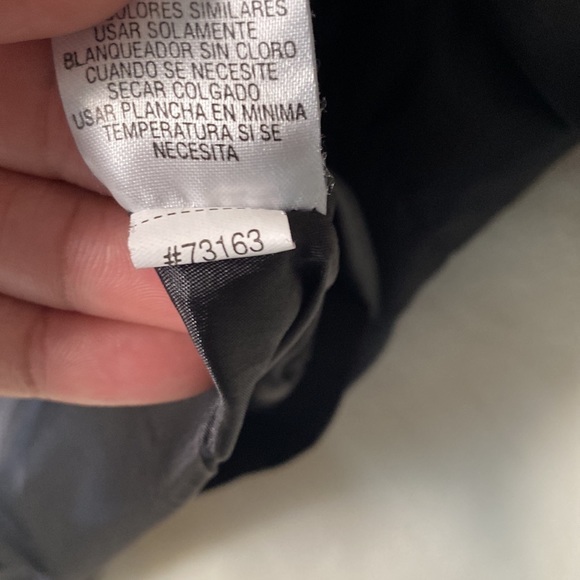 COLORES SIMILARES
USAR SOLAMENTE
BLANQUEADOR SIN CLORO
CUANDO SE NECESITE
SECAR COLGADO
USAR PLANCHA EN MINIMA
TEMPERATURA SI SE
NECESITA
#73163